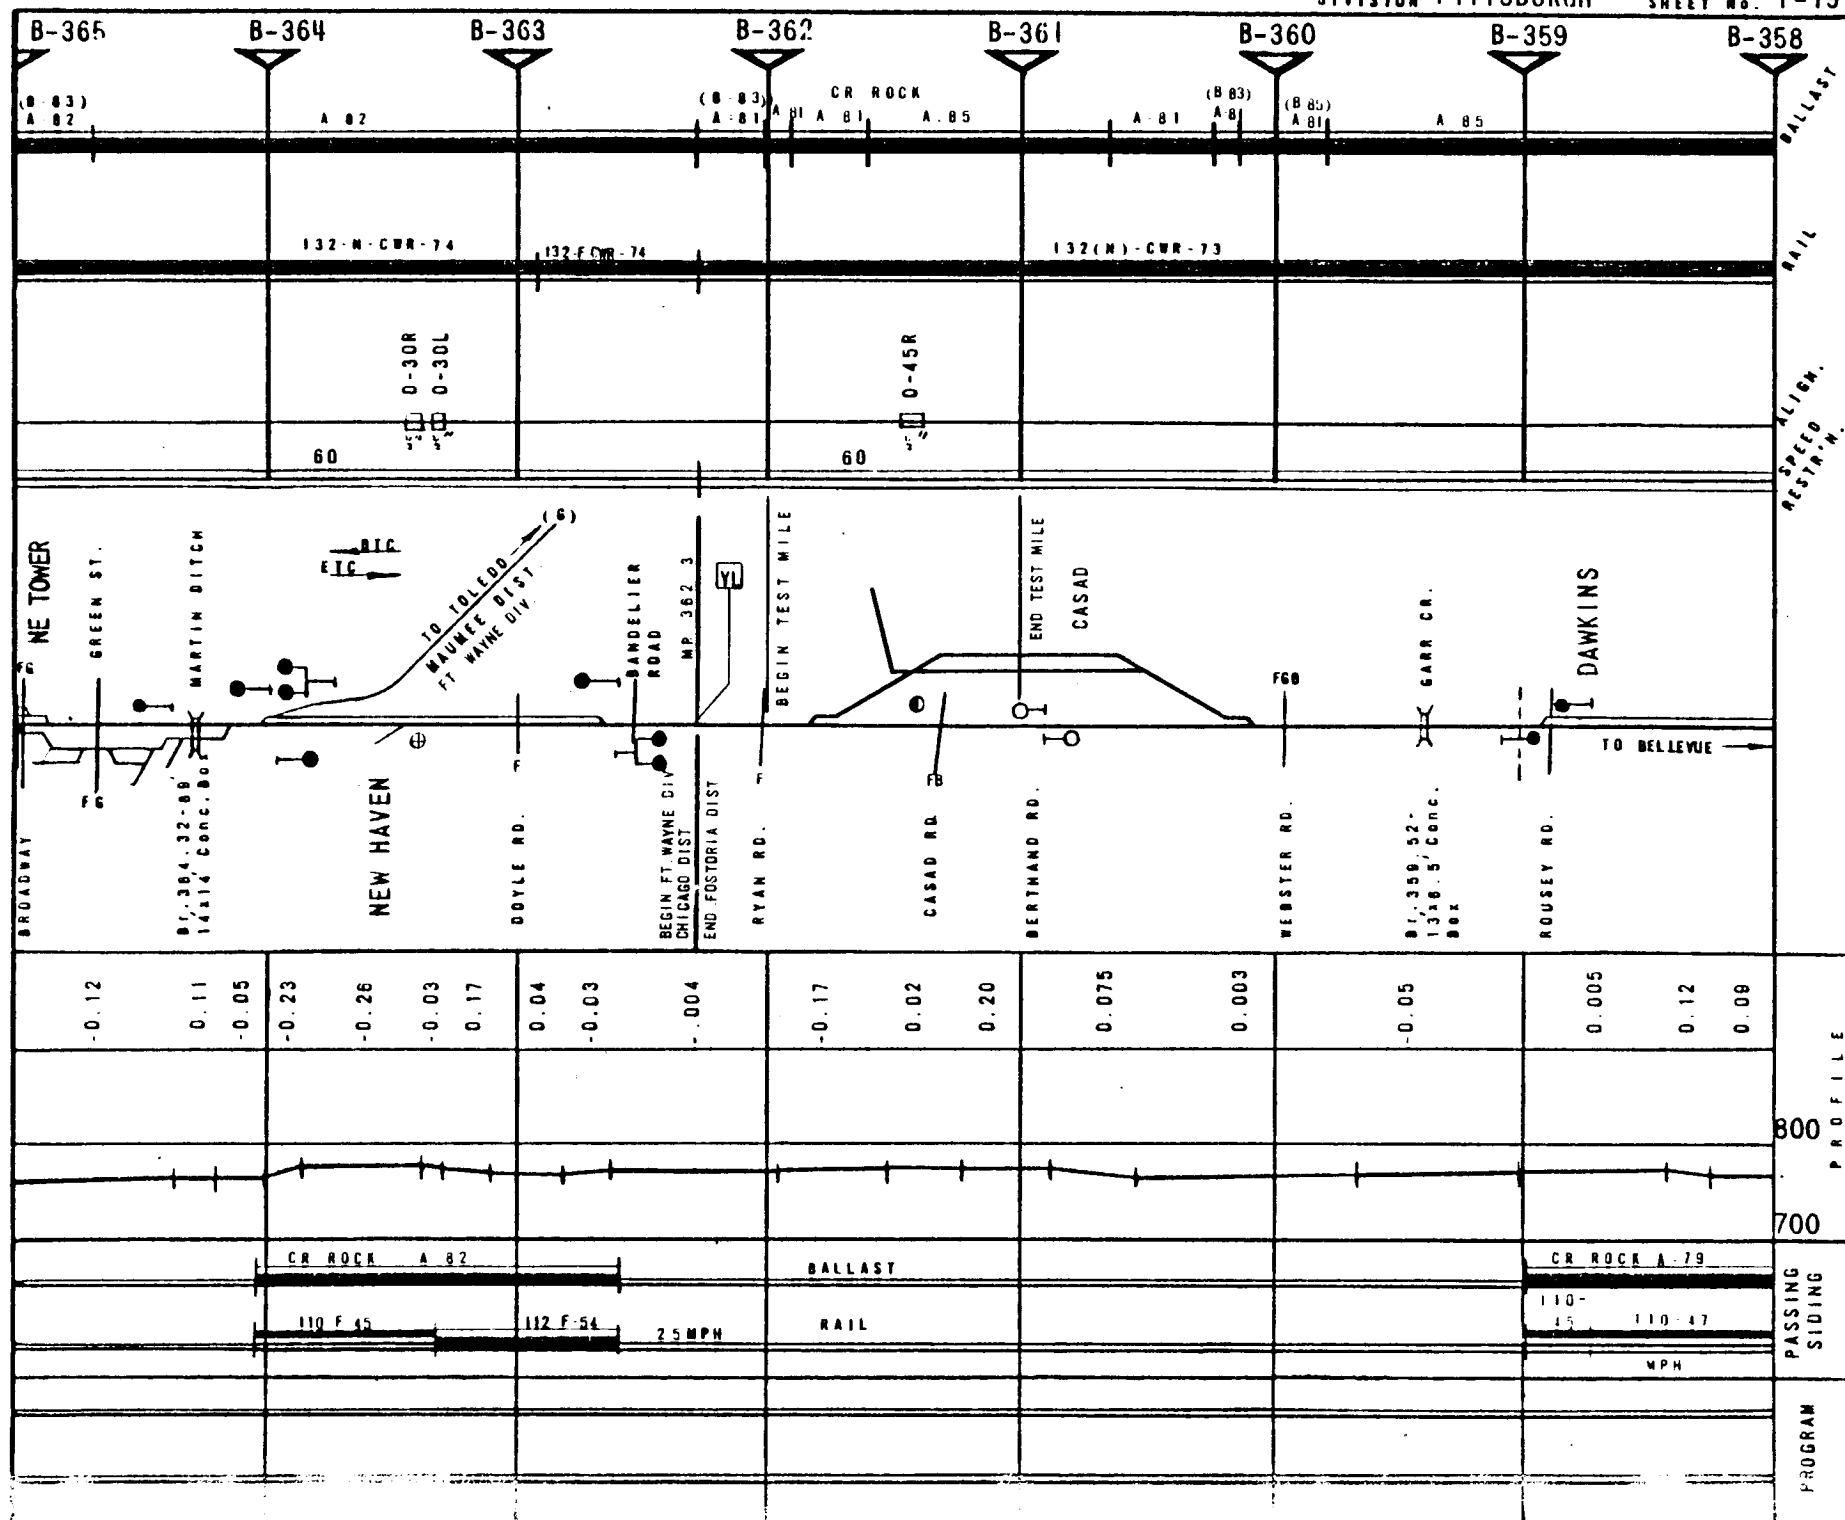 DIVISION PITTSBURGH SHEET NO. 1-15
B-365 B-364 B-363 B-362 B-361 B-360 B-359 B-358
(B-83) (B-83) CR ROCK (B 83) (B 85)
A-82 A 82 A-81 A 81 A 81 A.85 A-81 A-8 A-81 A 85
BALLAST
132-N-CWR-74 132-F CWR-74 132(N)-CWR-73
RAIL
0-30R 0-30L 0-45R
ALIGN.
60 60
SPEED RESTR'N.
NE TOWER
GREEN ST.
MARTIN DITCH
BTC
ETC
(G)
TO TOLEDO
MAUMEE DIST.
FT WAYNE DIV.
BANDELIER ROAD
MP 362 3
YL
BEGIN TEST MILE
END TEST MILE
CASAD
GARR CR.
DAWKINS
FG
FG
F
F
FB
FGB
TO BELLEVUE
BROADWAY
Br. 364.32-89
14'x14' Conc. Box
NEW HAVEN
DOYLE RD.
BEGIN FT. WAYNE DIV
CHICAGO DIST
END FOSTORIA DIST
RYAN RD.
CASAD RD.
BERTHAND RD.
WEBSTER RD.
Br. 359.52-
13'x6.5' Conc.
Box
ROUSEY RD.
-0.12 0.11 -0.05 -0.23 -0.26 -0.03 0.17 0.04 -0.03 -.004 -0.17 0.02 0.20 0.075 0.003 -0.05 0.005 0.12 0.09
PROFILE
800
700
CR ROCK A 82 BALLAST CR ROCK A-79
110 F 45 112 F-54 25 MPH RAIL 110-45 110-47
MPH
PASSING SIDING
PROGRAM